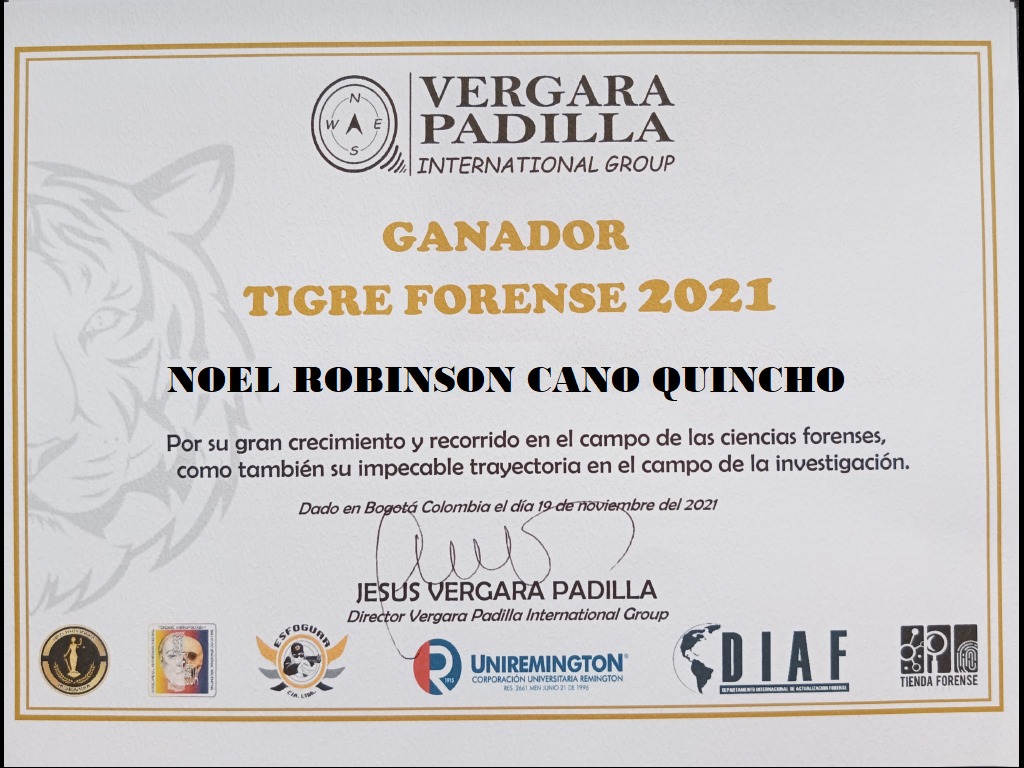 N
W E
S
VERGARA
PADILLA
INTERNATIONAL GROUP
GANADOR
TIGRE FORENSE 2021
NOEL ROBINSON CANO QUINCHO
Por su gran crecimiento y recorrido en el campo de las ciencias forenses,
como también su impecable trayectoria en el campo de la investigación.
Dado en Bogotá Colombia el día 19 de noviembre del 2021
JESUS VERGARA PADILLA
Director Vergara Padilla International Group
ESFOGUAR
CIA. LTDA.
1915
UNIREMINGTON®
CORPORACIÓN UNIVERSITARIA REMINGTON
RES. 2661 MEN JUNIO 21 DE 1996
DIAF
DEPARTAMENTO INTERNACIONAL DE ACTUALIZACIÓN FORENSE
TIENDA FORENSE